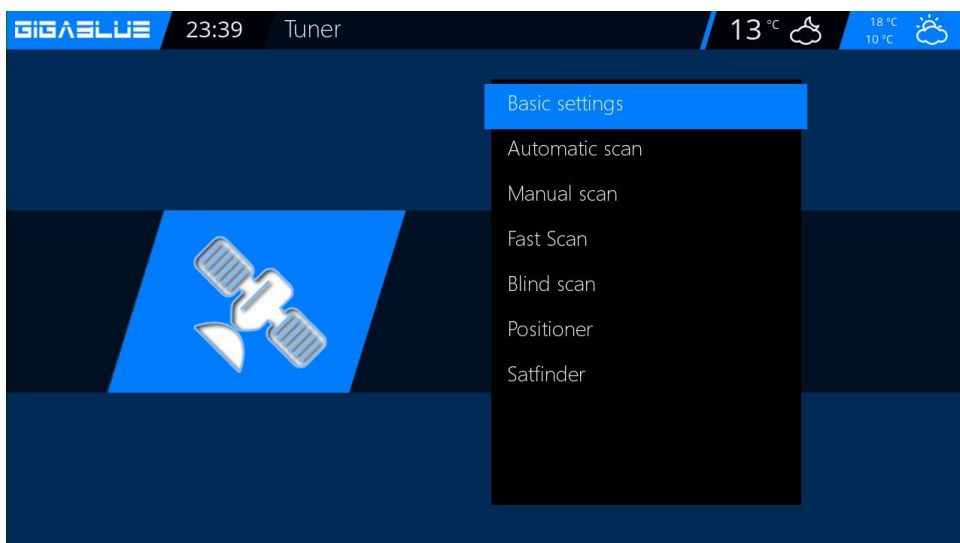 GIGABLUE 23:39 Tuner 13 °C 18 °C
10 °C
Basic settings
Automatic scan
Manual scan
Fast Scan
Blind scan
Positioner
Satfinder